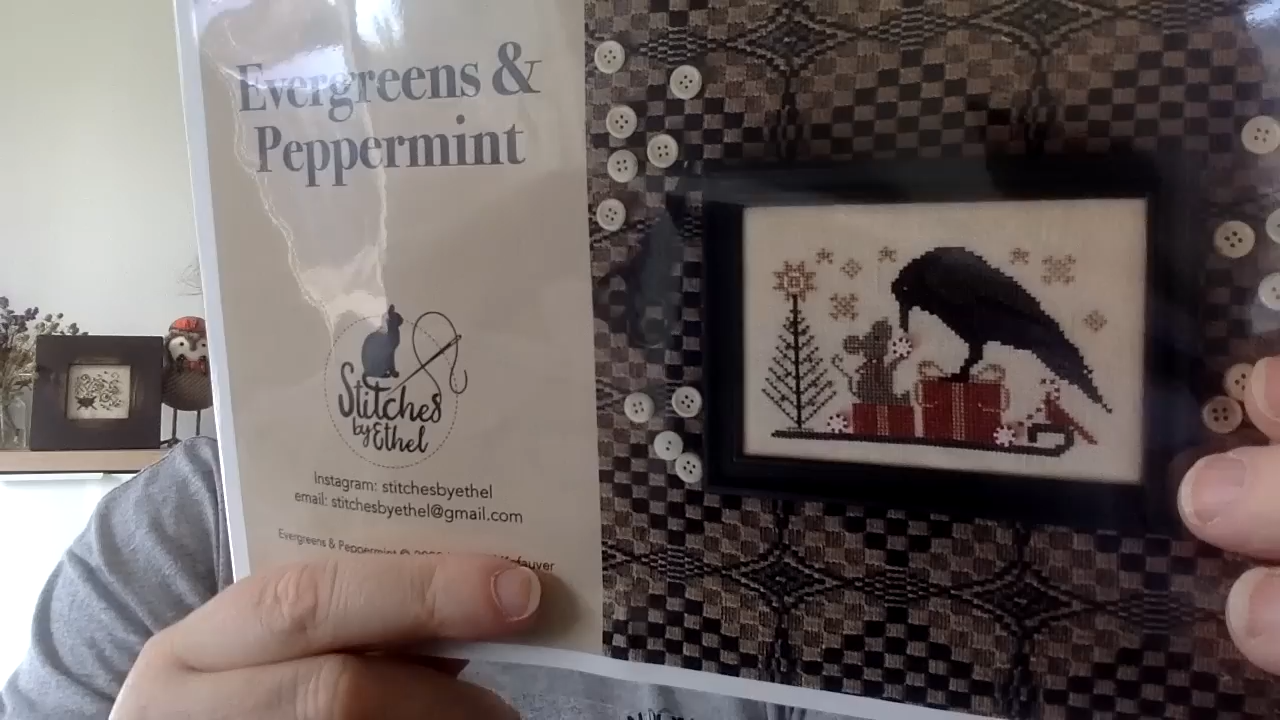 Evergreens &
Peppermint
Stitches
by Ethel
Instagram: stitchesbyethel
email: stitchesbyethel@gmail.com
Evergreens & Peppermint ©